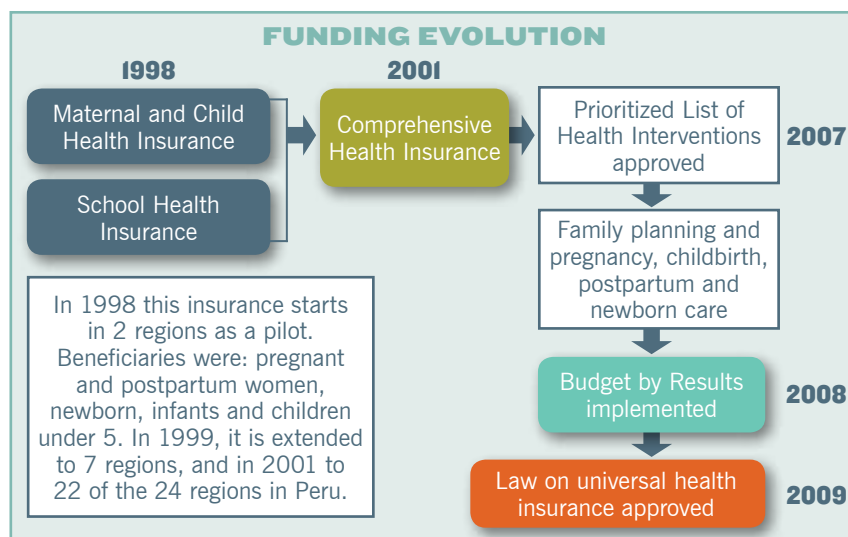 FUNDING EVOLUTION
1998
Maternal and Child
Health Insurance
School Health
Insurance
2001
Comprehensive
Health Insurance
Prioritized List of
Health Interventions
approved
2007
Family planning and
pregnancy, childbirth,
postpartum and
newborn care
Budget by Results
implemented
2008
Law on universal health
insurance approved
2009
In 1998 this insurance starts
in 2 regions as a pilot.
Beneficiaries were: pregnant
and postpartum women,
newborn, infants and children
under 5. In 1999, it is extended
to 7 regions, and in 2001 to
22 of the 24 regions in Peru.